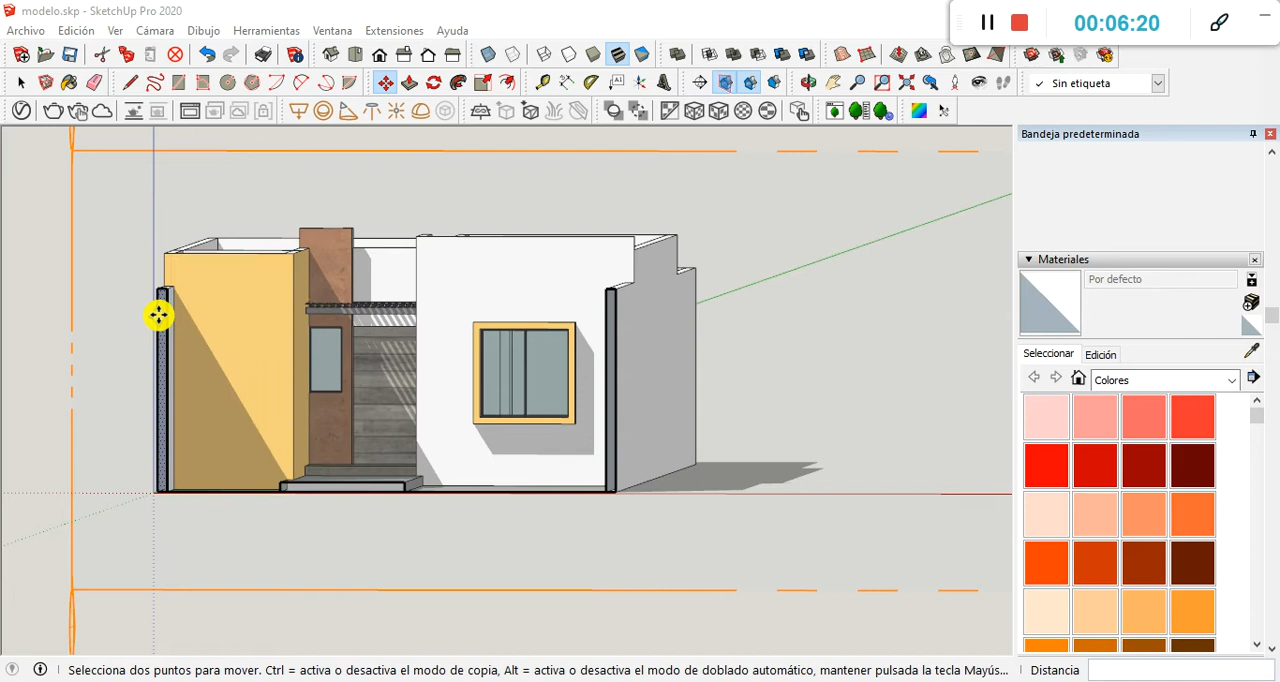 modelo.skp - SketchUp Pro 2020
00:06:20
Archivo Edición Ver Cámara Dibujo Herramientas Ventana Extensiones Ayuda
Sin etiqueta
Bandeja predeterminada
Materiales
Por defecto
Seleccionar Edición
Colores
Selecciona dos puntos para mover. Ctrl = activa o desactiva el modo de copia, Alt = activa o desactiva el modo de doblado automático, mantener pulsada la tecla Mayús... Distancia